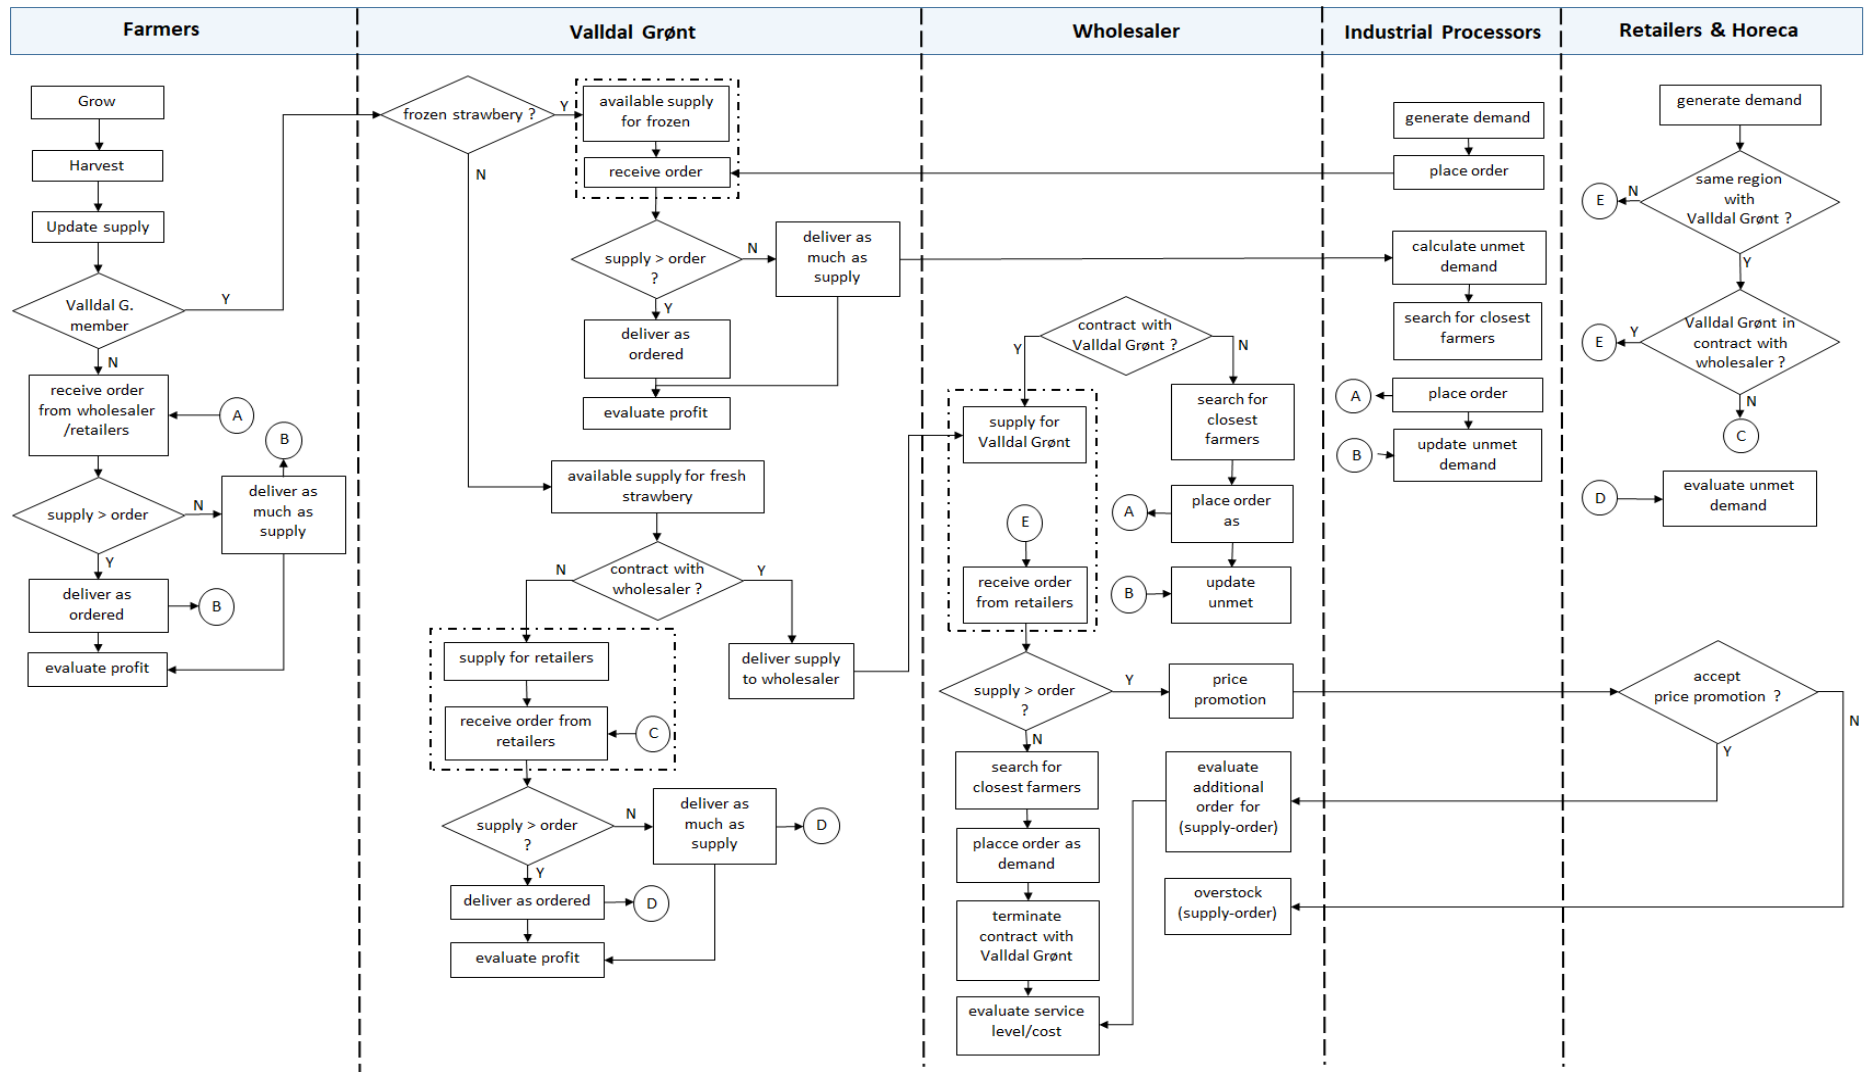 Farmers
Valldal Grønt
Wholesaler
Industrial Processors
Retailers & Horeca
Grow
Harvest
Update supply
Valldal G.
member
Y
N
receive order
from wholesaler
/retailers
A
B
supply > order
N
deliver as
much as
supply
Y
deliver as
ordered
B
evaluate profit
frozen strawbery ?
Y
N
available supply
for frozen
receive order
supply > order
?
N
deliver as
much as
supply
Y
deliver as
ordered
evaluate profit
available supply for fresh
strawbery
contract with
wholesaler ?
N
Y
supply for retailers
receive order from
retailers
C
deliver supply
to wholesaler
supply > order
?
N
deliver as
much as
supply
D
Y
deliver as ordered
D
evaluate profit
contract with
Valldal Grønt ?
Y
N
supply for
Valldal Grønt
E
receive order
from retailers
search for
closest
farmers
place order
as
A
update
unmet
B
supply > order
?
Y
price
promotion
N
search for
closest farmers
placce order as
demand
terminate
contract with
Valldal Grønt
evaluate service
level/cost
evaluate
additional
order for
(supply-order)
overstock
(supply-order)
generate demand
place order
calculate unmet
demand
search for closest
farmers
place order
A
update unmet
demand
B
generate demand
same region
with
Valldal Grønt ?
N
E
Y
Valldal Grønt in
contract with
wholesaler ?
Y
E
N
C
D
evaluate unmet
demand
accept
price promotion ?
N
Y